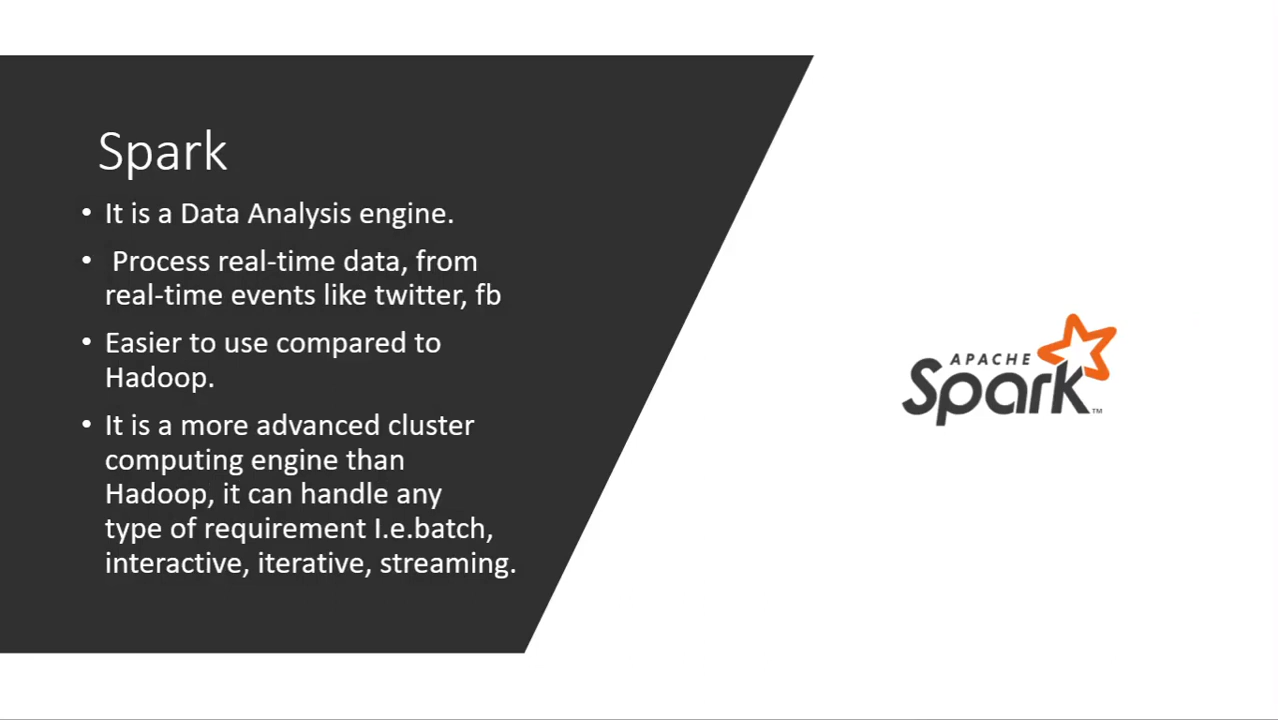 Spark
• It is a Data Analysis engine.
• Process real-time data, from
real-time events like twitter, fb
• Easier to use compared to
Hadoop.
• It is a more advanced cluster
computing engine than
Hadoop, it can handle any
type of requirement I.e.batch,
interactive, iterative, streaming.
APACHE
Spark™